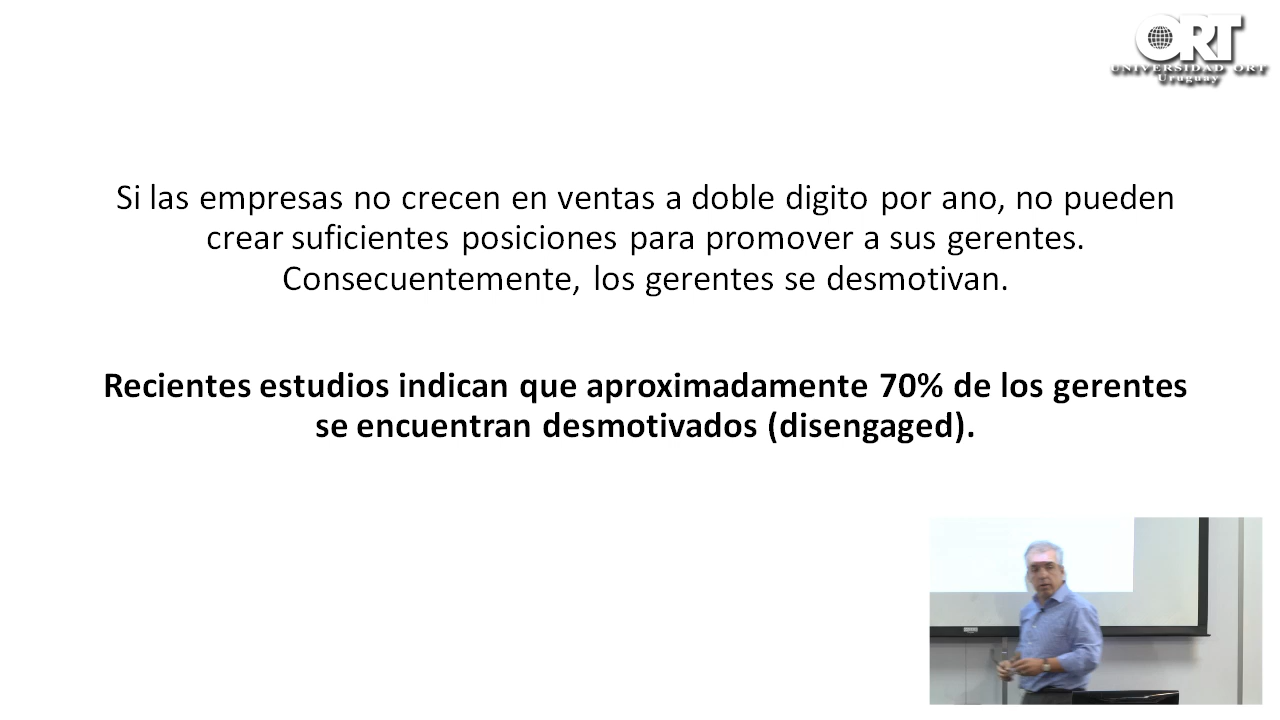 ORT
UNIVERSIDAD ORT
Uruguay
Si las empresas no crecen en ventas a doble digito por ano, no pueden
crear suficientes posiciones para promover a sus gerentes.
Consecuentemente, los gerentes se desmotivan.
Recientes estudios indican que aproximadamente 70% de los gerentes
se encuentran desmotivados (disengaged).